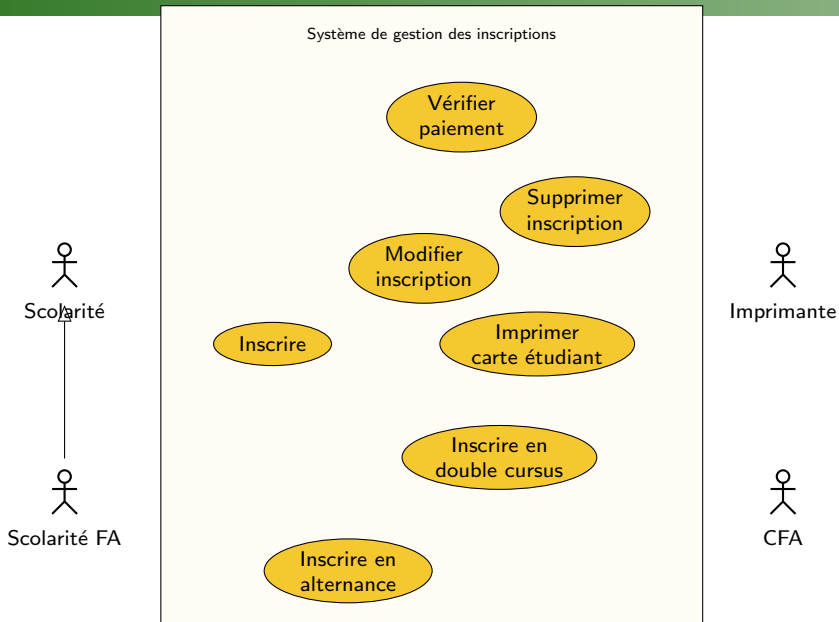 Système de gestion des inscriptions
Vérifier
paiement
Supprimer
inscription
Modifier
inscription
Scolarité
Imprimante
Inscrire
Imprimer
carte étudiant
Inscrire en
double cursus
Scolarité FA
CFA
Inscrire en
alternance